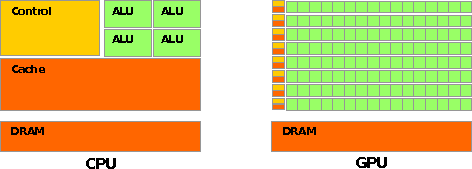 Control
ALU
ALU
ALU
ALU
Cache
DRAM
CPU
DRAM
GPU